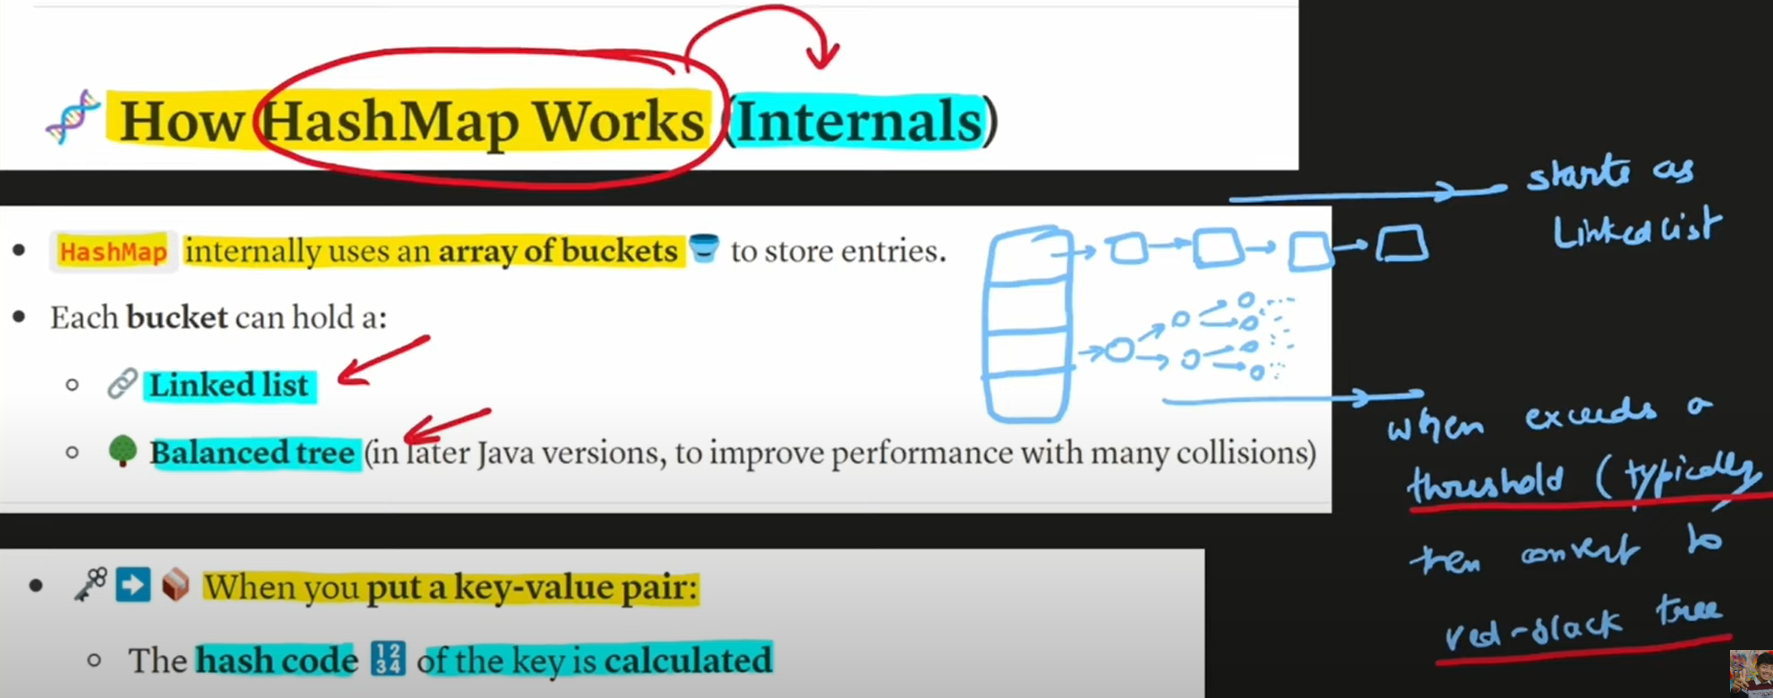 How HashMap Works (Internals)
HashMap internally uses an array of buckets to store entries.
Each bucket can hold a:
Linked list
Balanced tree (in later Java versions, to improve performance with many collisions)
When you put a key-value pair:
The hash code 1234 of the key is calculated
starts as
Linked list
when exceeds a
threshold (typically
then convert to
red-black tree